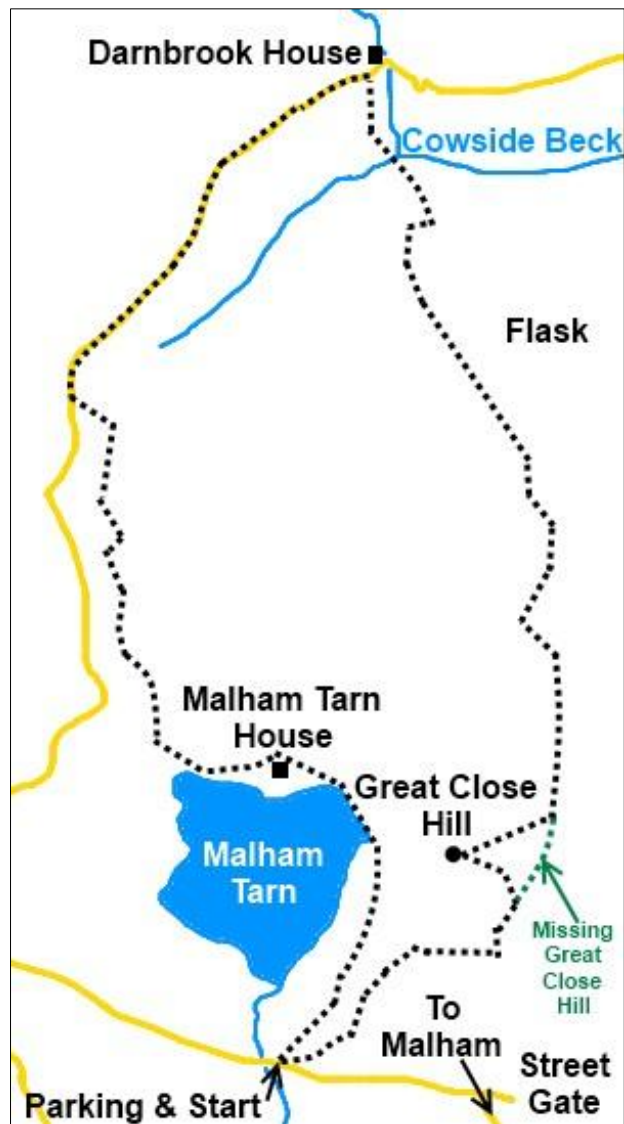 Darnbrook House
Cowside Beck
Flask
Malham Tarn
House
Great Close
Hill
Malham
Tarn
Missing
Great
Close
Hill
To
Malham
Street
Gate
Parking & Start